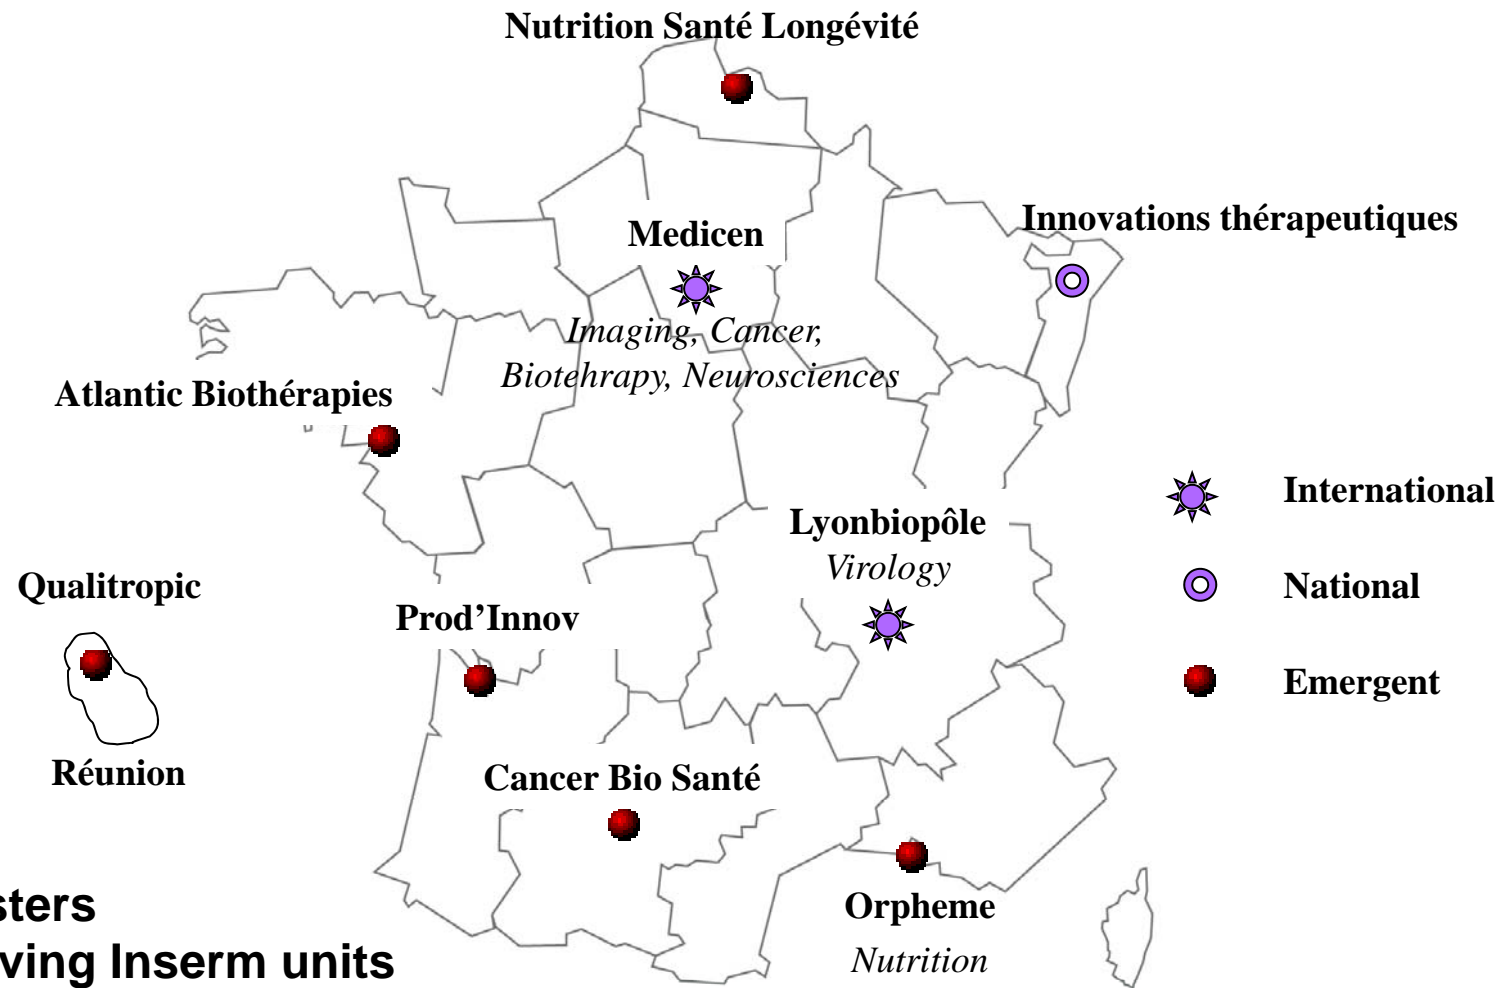 Nutrition Santé Longévité
Innovations thérapeutiques
Medicen
Imaging, Cancer,
Biotehrapy, Neurosciences
Atlantic Biothérapies
International
Lyonbiopôle
Virology
National
Qualitropic
Prod’Innov
Emergent
Réunion
Cancer Bio Santé
Orpheme
Nutrition
sters
ving Inserm units